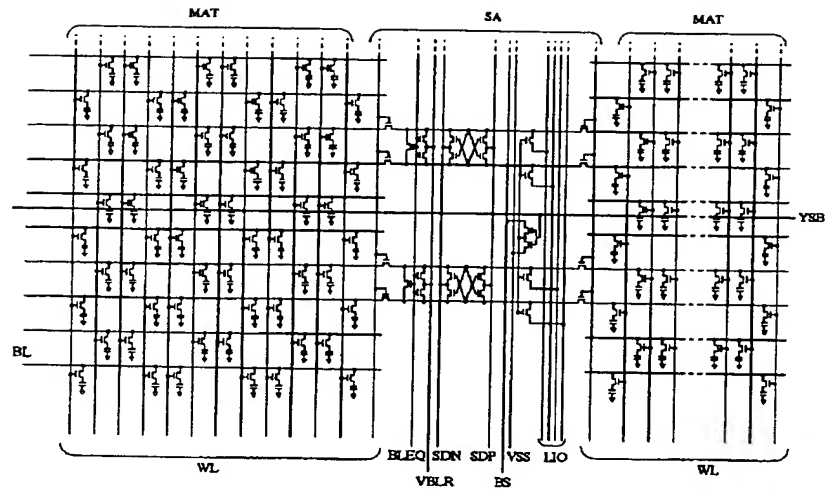 MAT SA MAT
YSB
BL
BLEQ SDN SDP VSS LIO
WL VBLR BS WL